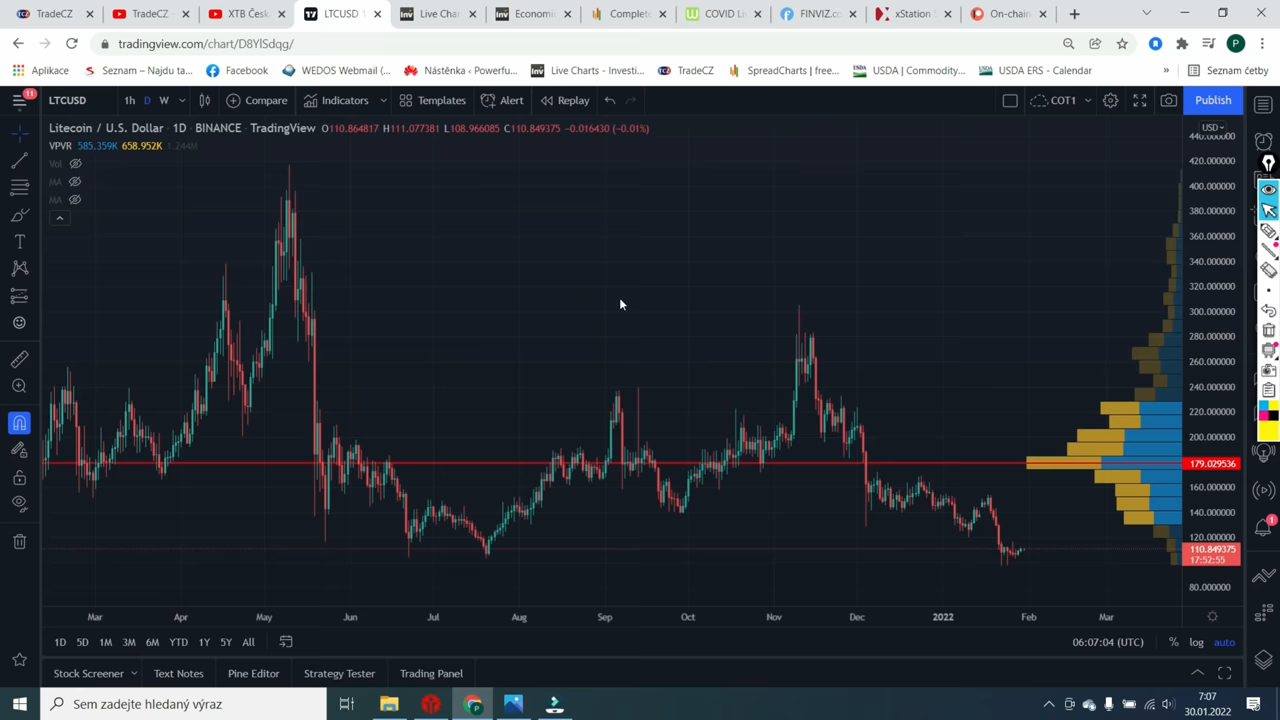 TradeCZ
TradeCZ
XTB Česk
LTCUSD 1
Live Char
Economic
Complete
COVID Li
FINVIZ.co
xStation 5
On-chain
tradingview.com/chart/D8YlSdqg/
Aplikace
Seznam – Najdu ta...
Facebook
WEDOS Webmail (...
Nástěnka ‹ Powerfu...
Live Charts - Investi...
TradeCZ
SpreadCharts | free...
USDA | Commodity...
USDA ERS - Calendar
»
Seznam četby
11
LTCUSD
1h D W
Compare
Indicators
Templates
Alert
Replay
COT1
Publish
Litecoin / U.S. Dollar · 1D · BINANCE · TradingView O110.864817 H111.077381 L108.966085 C110.849375 -0.016430 (-0.01%)
USD
VPVR 585.359K 658.952K 1.244M
Vol
MA
MA
440.000000
420.000000
400.000000
380.000000
360.000000
340.000000
320.000000
300.000000
280.000000
260.000000
240.000000
220.000000
200.000000
179.029536
160.000000
140.000000
120.000000
110.849375
17:52:55
80.000000
Mar Apr May Jun Jul Aug Sep Oct Nov Dec 2022 Feb Mar
1D 5D 1M 3M 6M YTD 1Y 5Y All
06:07:04 (UTC) % log auto
Stock Screener
Text Notes
Pine Editor
Strategy Tester
Trading Panel
1
Sem zadejte hledaný výraz
7:07
30.01.2022